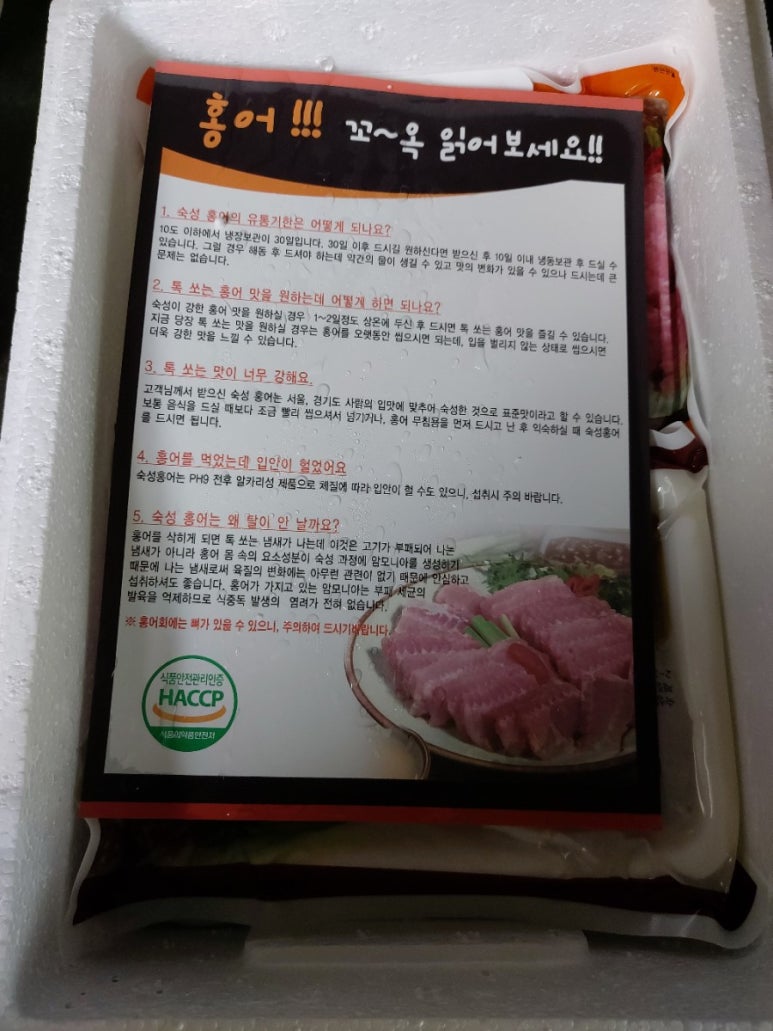 홍어 !!! 꼬~옥 읽어보세요!!
1. 숙성 홍어의 유통기한은 어떻게 되나요?
10도 이하에서 냉장보관이 30일입니다. 30일 이후 드시길 원하신다면 받으신 후 10일 이내 냉동보관 후 드실 수
있습니다. 그럴 경우 해동 후 드셔야 하는데 약간의 물이 생길 수 있고 맛의 변화가 있을 수 있으나 드시는데 큰
문제는 없습니다.
2. 톡 쏘는 홍어 맛을 원하는데 어떻게 하면 되나요?
숙성이 강한 홍어 맛을 원하실 경우 1~2일정도 상온에 두신 후 드시면 톡 쏘는 홍어 맛을 즐길 수 있습니다.
지금 당장 톡 쏘는 맛을 원하실 경우는 홍어를 오랫동안 씹으시면 되는데, 입을 벌리지 않는 상태로 씹으시면
더욱 강한 맛을 느낄 수 있습니다.
3. 톡 쏘는 맛이 너무 강해요.
고객님께서 받으신 숙성 홍어는 서울, 경기도 사람의 입맛에 맞추어 숙성한 것으로 표준맛이라고 할 수 있습니다.
보통 음식을 드실 때보다 조금 빨리 씹으셔서 넘기거나, 홍어 무침용을 먼저 드시고 난 후 익숙하실 때 숙성홍어
를 드시면 됩니다.
4. 홍어를 먹었는데 입안이 헐었어요
숙성홍어는 PH9 전후 알카리성 제품으로 체질에 따라 입안이 헐 수도 있으니, 섭취시 주의 바랍니다.
5. 숙성 홍어는 왜 탈이 안 날까요?
홍어를 삭히게 되면 톡 쏘는 냄새가 나는데 이것은 고기가 부패되어 나는
냄새가 아니라 홍어 몸 속의 요소성분이 숙성 과정에 암모니아를 생성하기
때문에 나는 냄새로써 육질의 변화에는 아무런 관련이 없기 때문에 안심하고
섭취하셔도 좋습니다. 홍어가 가지고 있는 암모니아는 부패 세균의
발육을 억제하므로 식중독 발생의 염려가 전혀 없습니다.
※ 홍어회에는 뼈가 있을 수 있으니, 주의하여 드시기바랍니다.
식품안전관리인증
HACCP
식품의약품안전처